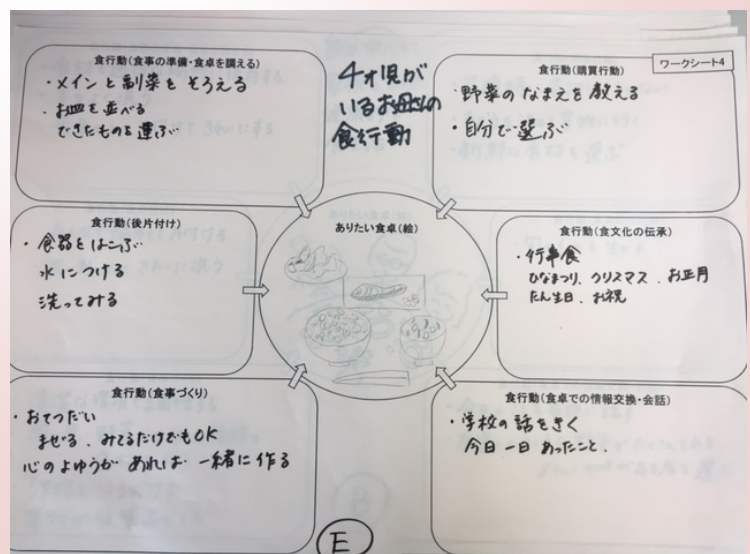 ワークシート4
4才児が
いるお母さんの
食行動
食行動(食事の準備・食卓を調える)
・メインと副菜を そろえる
・お皿を並べる
できたものを運ぶ
食行動(購買行動)
・野菜のなまえを教える
・自分で選ぶ
食行動(後片付け)
・食器をはこぶ
水につける
洗ってみる
ありたい食卓(絵)
食行動(食文化の伝承)
・行事食
ひなまつり、クリスマス、お正月
たん生日、お祝
食行動(食事づくり)
・おてつだい
まぜる、みてるだけでもOK
心のよゆうが あれば 一緒に作る
食行動(食卓での情報交換・会話)
・学校の話をきく
今日一日あったこと.
E
B